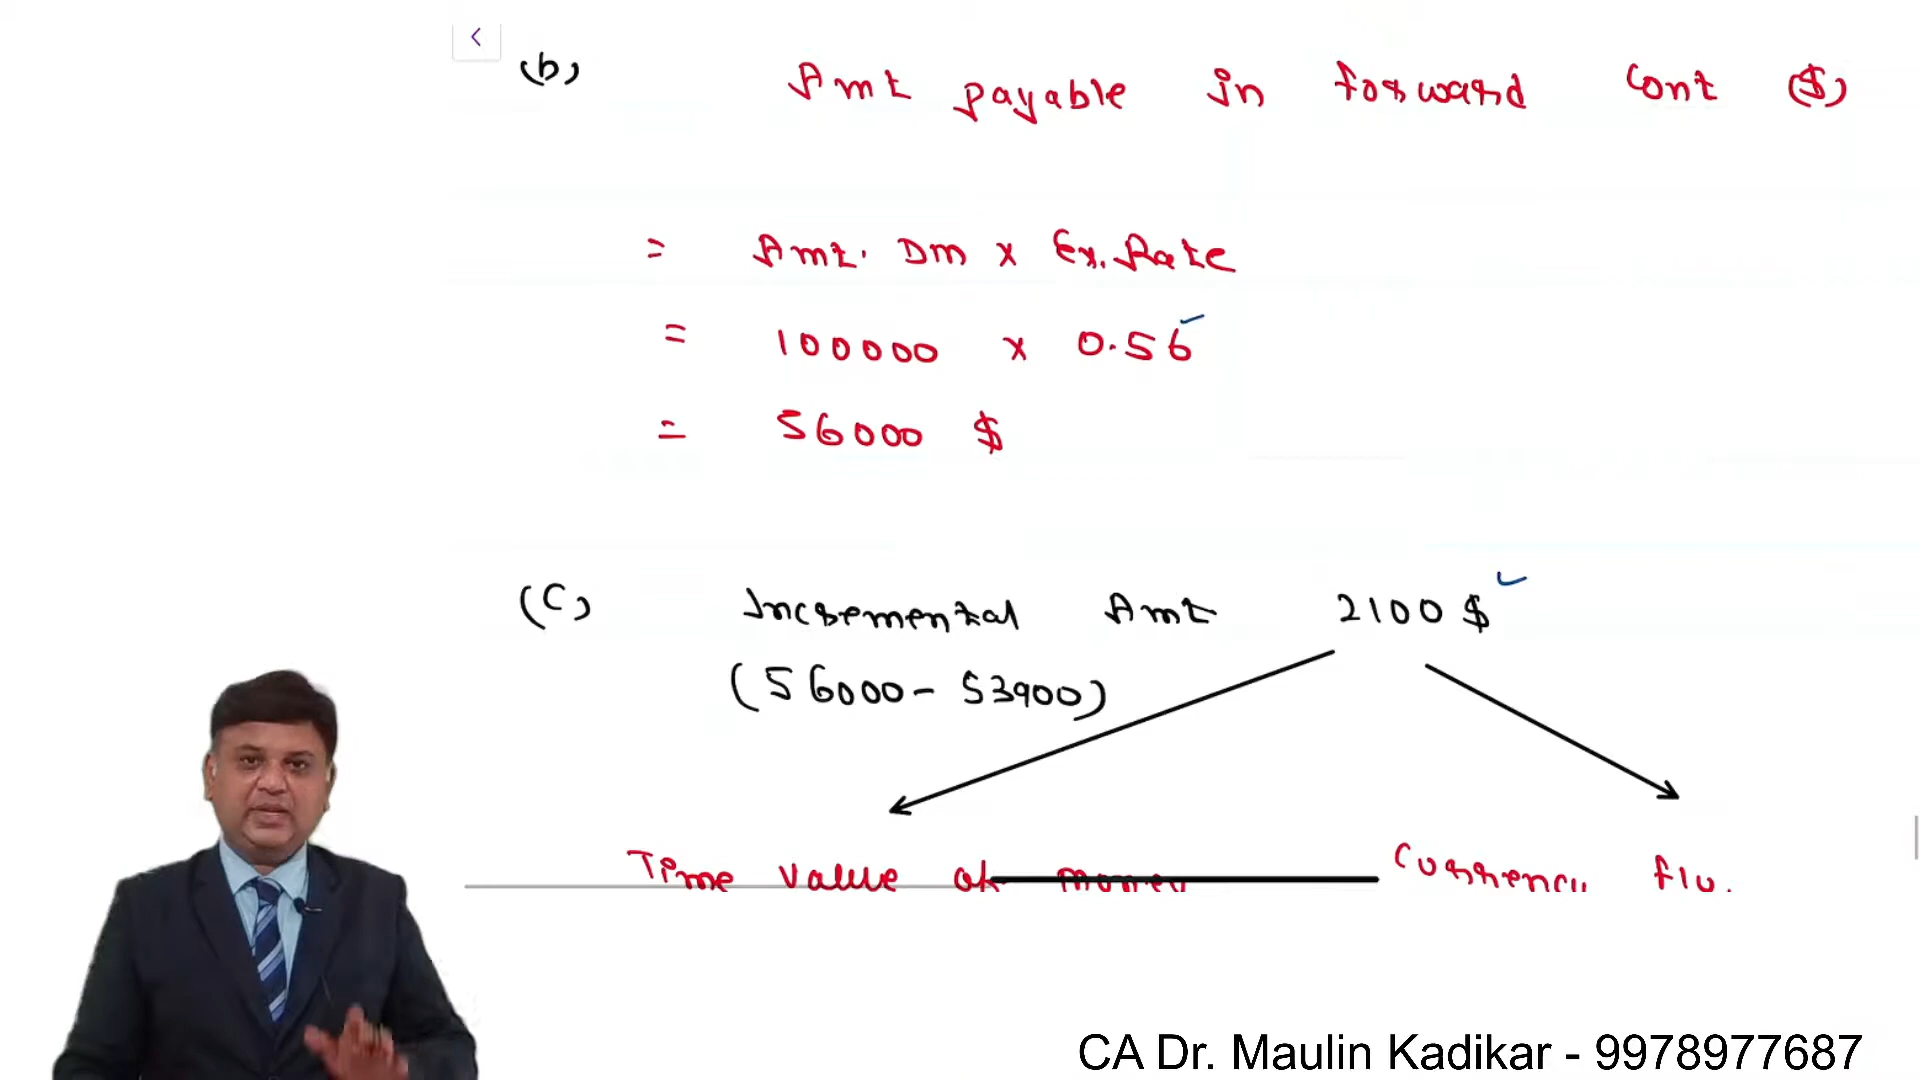 (b) Amt payable in forward Cont ($)
= Amt. DM x Ex. Rate
= 100000 x 0.56
= 56000 $
(C) Incremental Amt 2100 $
(56000 - 53900)
Time value of money Currency flu.
CA Dr. Maulin Kadikar - 9978977687